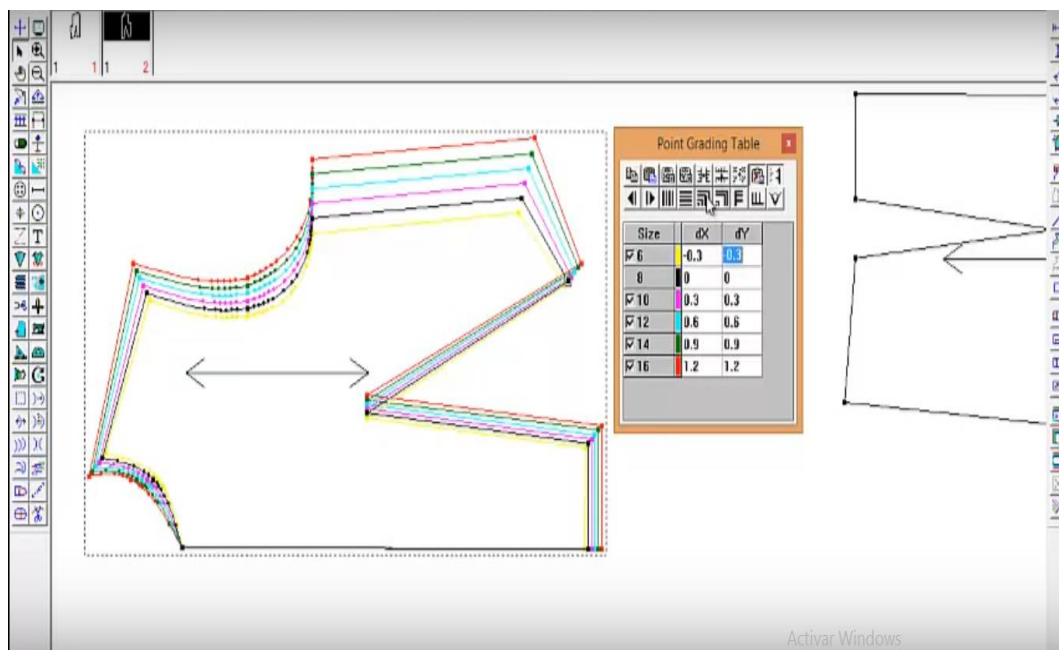 1 1 1 2
Point Grading Table
Size dX dY
6 -0.3 -0.3
8 0 0
10 0.3 0.3
12 0.6 0.6
14 0.9 0.9
16 1.2 1.2
T
Activar Windows